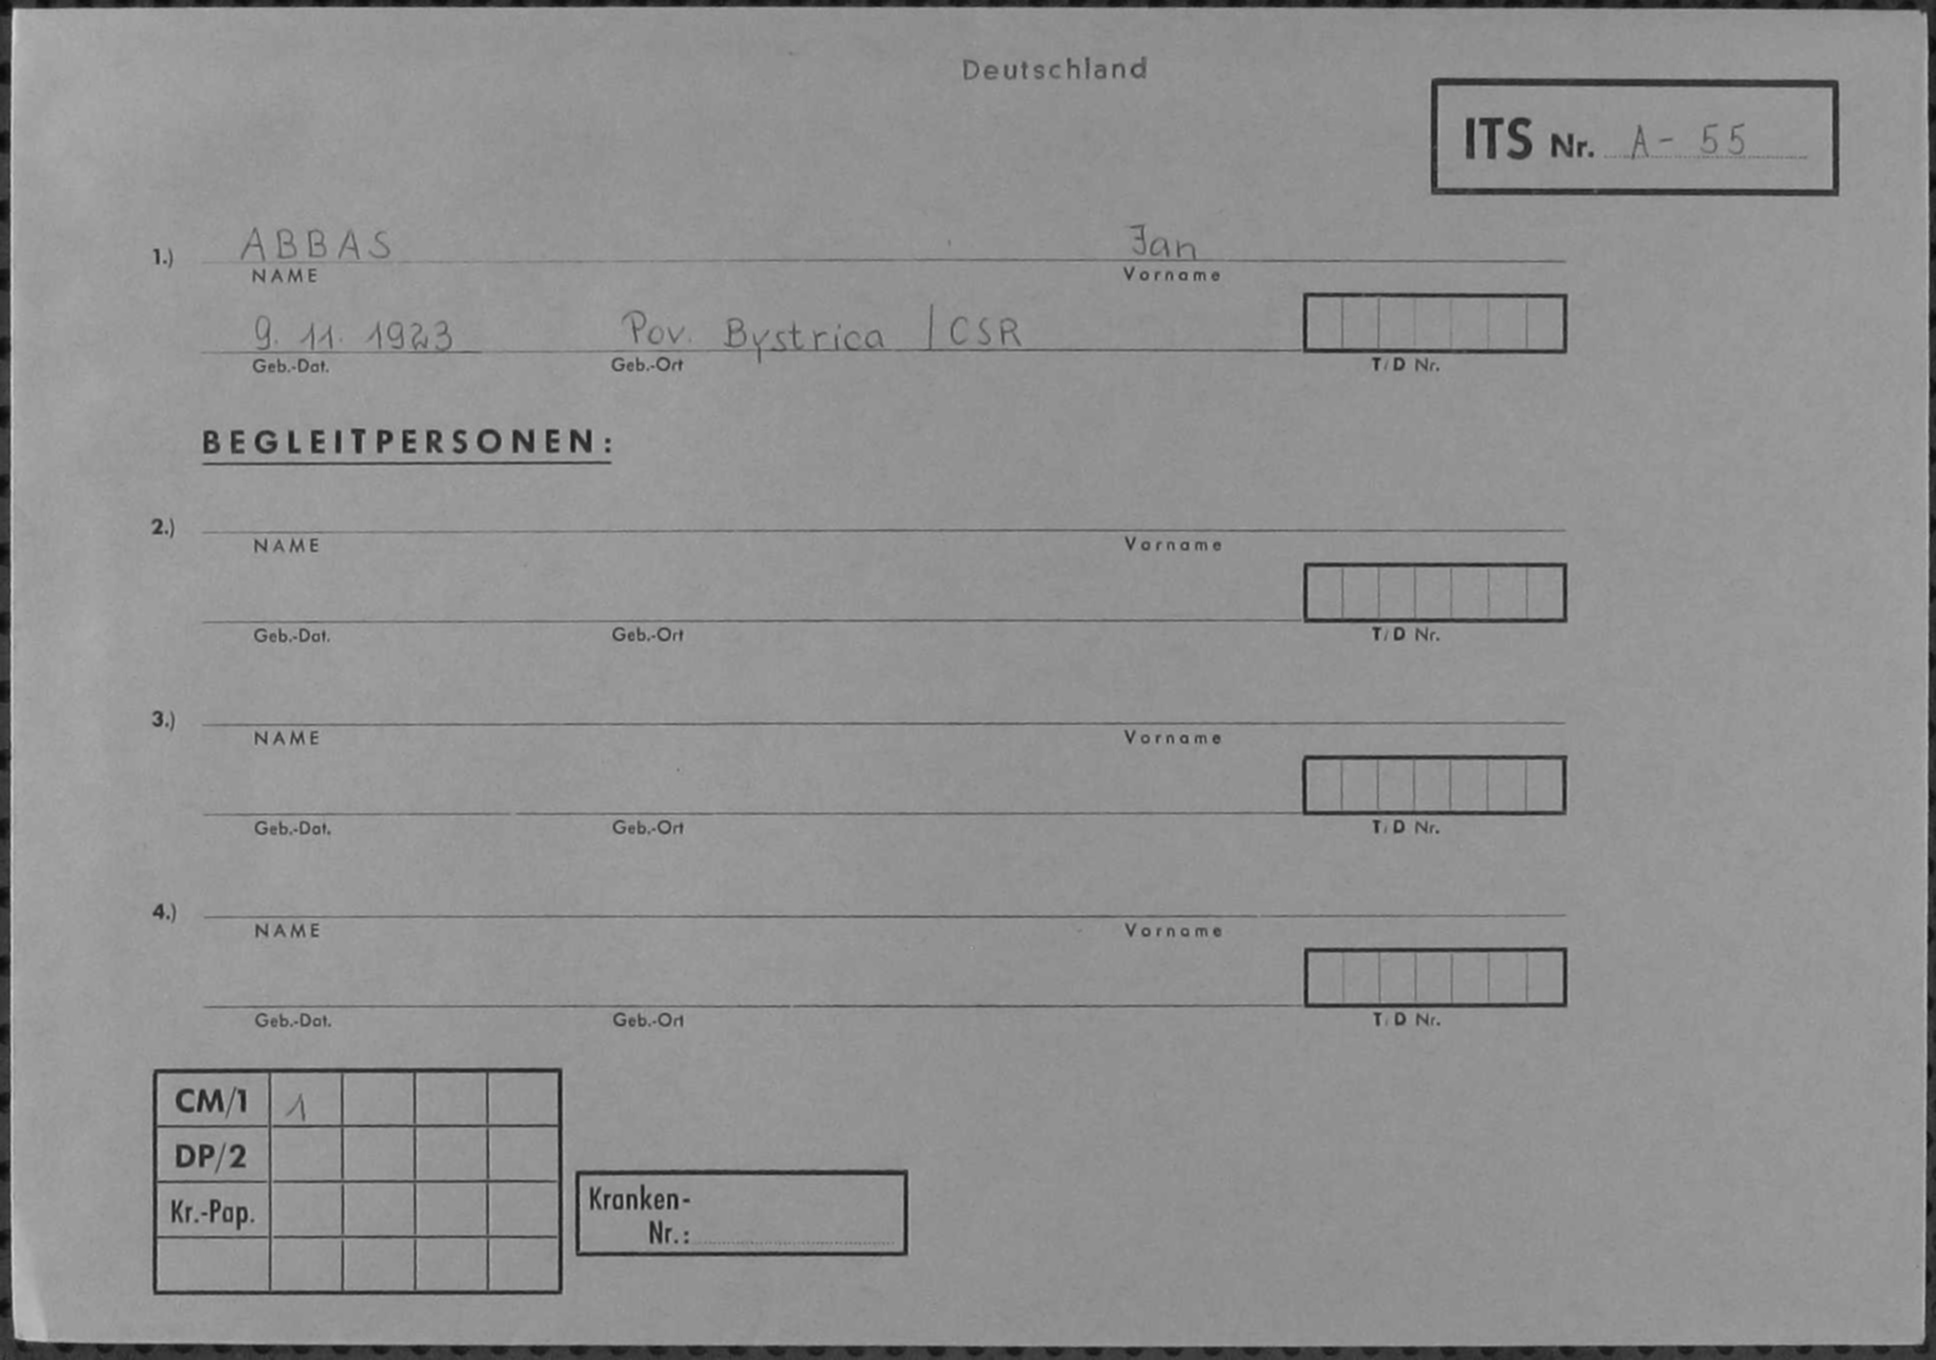 Deutschland
ITS Nr. A- 55
1.) ABBAS Jan
NAME Vorname
9. 11. 1923 Pov. Bystrica / CSR
Geb.-Dat. Geb.-Ort T/D Nr.
BEGLEITPERSONEN:
2.)
NAME Vorname
Geb.-Dat. Geb.-Ort T/D Nr.
3.)
NAME Vorname
Geb.-Dat. Geb.-Ort T/D Nr.
4.)
NAME Vorname
Geb.-Dat. Geb.-Ort T/D Nr.
CM/1 1
DP/2
Kr.-Pap.
Kranken-
Nr.: